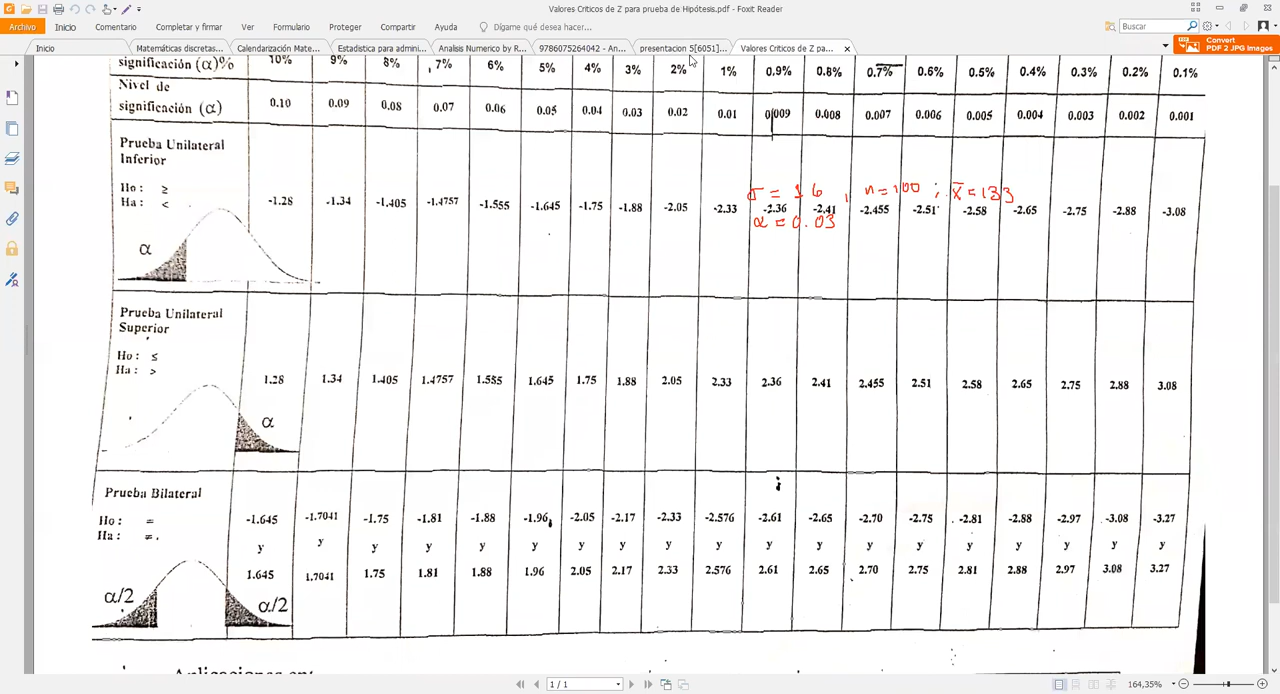 Valores Criticos de Z para prueba de Hipótesis.pdf - Foxit Reader
Archivo Inicio Comentario Completar y firmar Ver Formulario Proteger Compartir Ayuda Dígame qué desea hacer... Buscar
Convert
PDF 2 JPG Images
Inicio Matemáticas discretas... Calendarización Mate... Estadistica para admini... Analisis Numerico by R... 9786075264042 - An... presentacion 5[6051]... Valores Criticos de Z pa...
significación (α)% 10% 9% 8% 7% 6% 5% 4% 3% 2% 1% 0.9% 0.8% 0.7% 0.6% 0.5% 0.4% 0.3% 0.2% 0.1%
Nivel de
significación (α) 0.10 0.09 0.08 0.07 0.06 0.05 0.04 0.03 0.02 0.01 0.009 0.008 0.007 0.006 0.005 0.004 0.003 0.002 0.001
Prueba Unilateral
Inferior
σ = 16 , n = 100 ; x̄ = 133
Ho: ≥
Ha: < -1.28 -1.34 -1.405 -1.4757 -1.555 -1.645 -1.75 -1.88 -2.05 -2.33 -2.36 -2.41 -2.455 -2.51 -2.58 -2.65 -2.75 -2.88 -3.08
α = 0.03
α
Prueba Unilateral
Superior
Ho: ≤
Ha: > 1.28 1.34 1.405 1.4757 1.555 1.645 1.75 1.88 2.05 2.33 2.36 2.41 2.455 2.51 2.58 2.65 2.75 2.88 3.08
α
Prueba Bilateral
Ho: = -1.645 -1.7041 -1.75 -1.81 -1.88 -1.96 -2.05 -2.17 -2.33 -2.576 -2.61 -2.65 -2.70 -2.75 -2.81 -2.88 -2.97 -3.08 -3.27
Ha: ≠ y y y y y y y y y y y y y y y y y y y
1.645 1.7041 1.75 1.81 1.88 1.96 2.05 2.17 2.33 2.576 2.61 2.65 2.70 2.75 2.81 2.88 2.97 3.08 3.27
α/2 α/2
Aplicaciones
1 / 1 164,35%